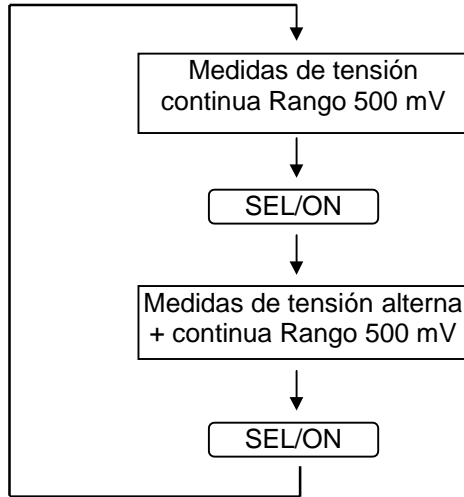 Medidas de tensión
continua Rango 500 mV
SEL/ON
Medidas de tensión alterna
+ continua Rango 500 mV
SEL/ON